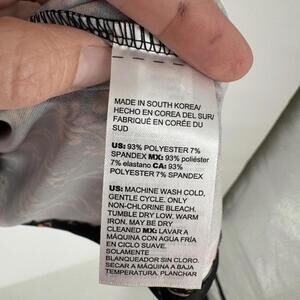 MADE IN SOUTH KOREA/
HECHO EN COREA DEL SUR/
FABRIQUÉ EN CORÉE DU
SUD
US: 93% POLYESTER 7%
SPANDEX MX: 93% poliéster
7% elastano CA: 93%
POLYESTER 7% SPANDEX
US: MACHINE WASH COLD,
GENTLE CYCLE. ONLY
NON-CHLORINE BLEACH.
TUMBLE DRY LOW, WARM
IRON. MAY BE DRY
CLEANED MX: LAVAR A
MÁQUINA CON AGUA FRÍA
EN CICLO SUAVE.
SOLAMENTE
BLANQUEADOR SIN CLORO.
SECAR A MÁQUINA A BAJA
TEMPERATURA. PLANCHAR